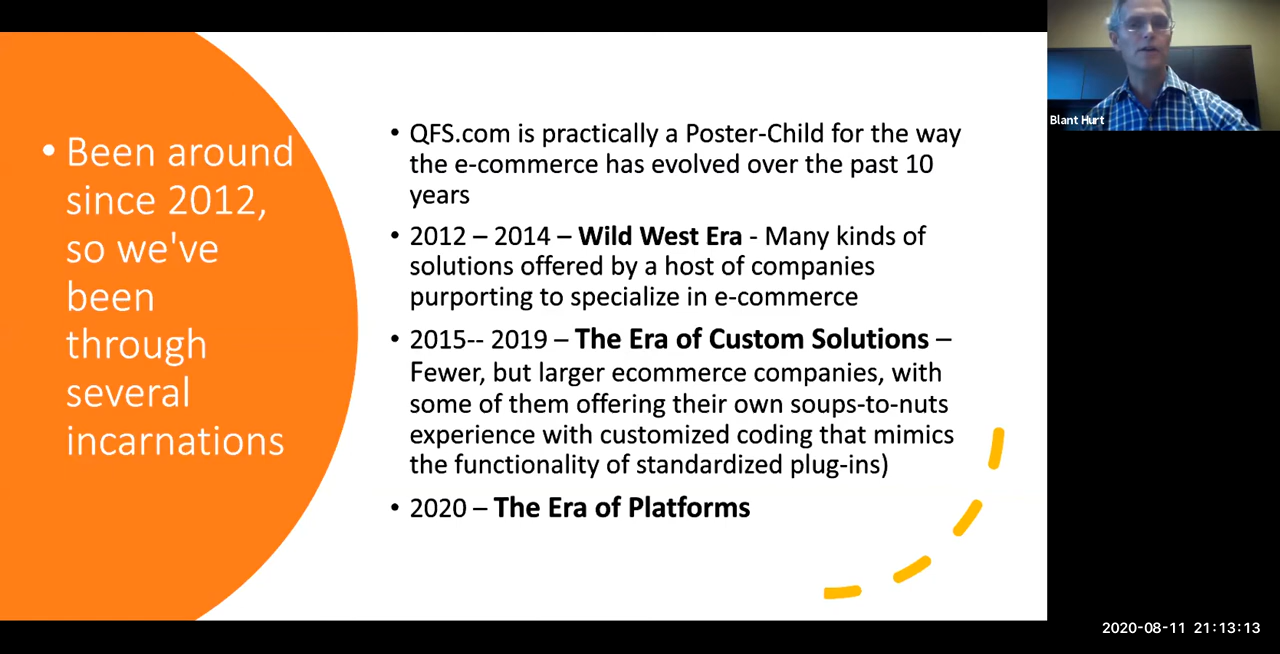 • Been around
since 2012,
so we've
been
through
several
incarnations
• QFS.com is practically a Poster-Child for the way
the e-commerce has evolved over the past 10
years
• 2012 – 2014 – Wild West Era - Many kinds of
solutions offered by a host of companies
purporting to specialize in e-commerce
• 2015-- 2019 – The Era of Custom Solutions –
Fewer, but larger ecommerce companies, with
some of them offering their own soups-to-nuts
experience with customized coding that mimics
the functionality of standardized plug-ins)
• 2020 – The Era of Platforms
Blant Hurt
2020-08-11 21:13:13